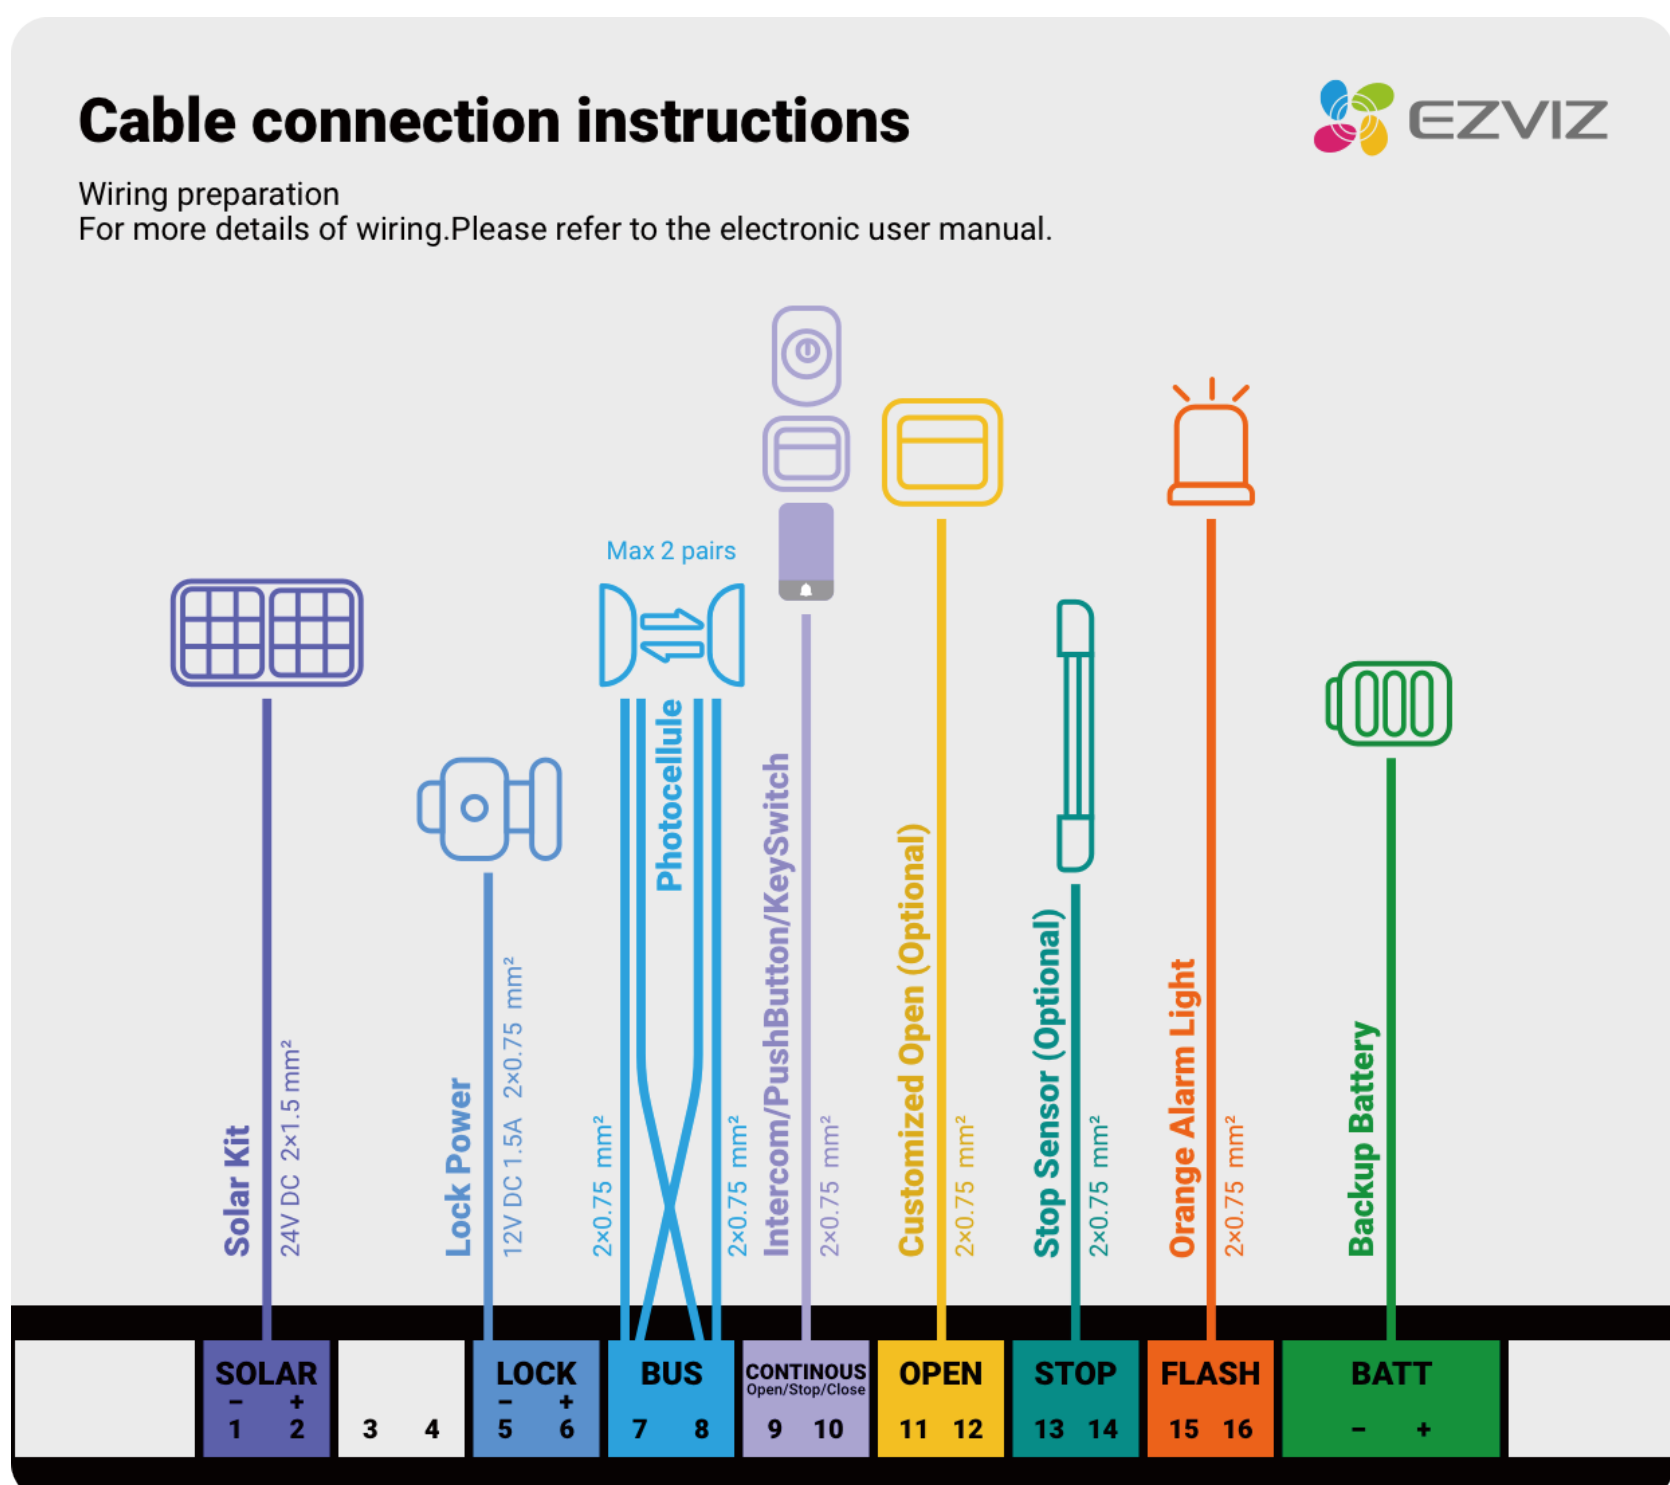 Cable connection instructions
EZVIZ
Wiring preparation
For more details of wiring.Please refer to the electronic user manual.
Max 2 pairs
Solar Kit
24V DC 2×1.5 mm²
Lock Power
12V DC 1.5A 2×0.75 mm²
2×0.75 mm²
Photocellule
2×0.75 mm²
Intercom/PushButton/KeySwitch
2×0.75 mm²
Customized Open (Optional)
2×0.75 mm²
Stop Sensor (Optional)
2×0.75 mm²
Orange Alarm Light
2×0.75 mm²
Backup Battery
SOLAR
− +
1 2
3 4
LOCK
− +
5 6
BUS
7 8
CONTINOUS
Open/Stop/Close
9 10
OPEN
11 12
STOP
13 14
FLASH
15 16
BATT
− +